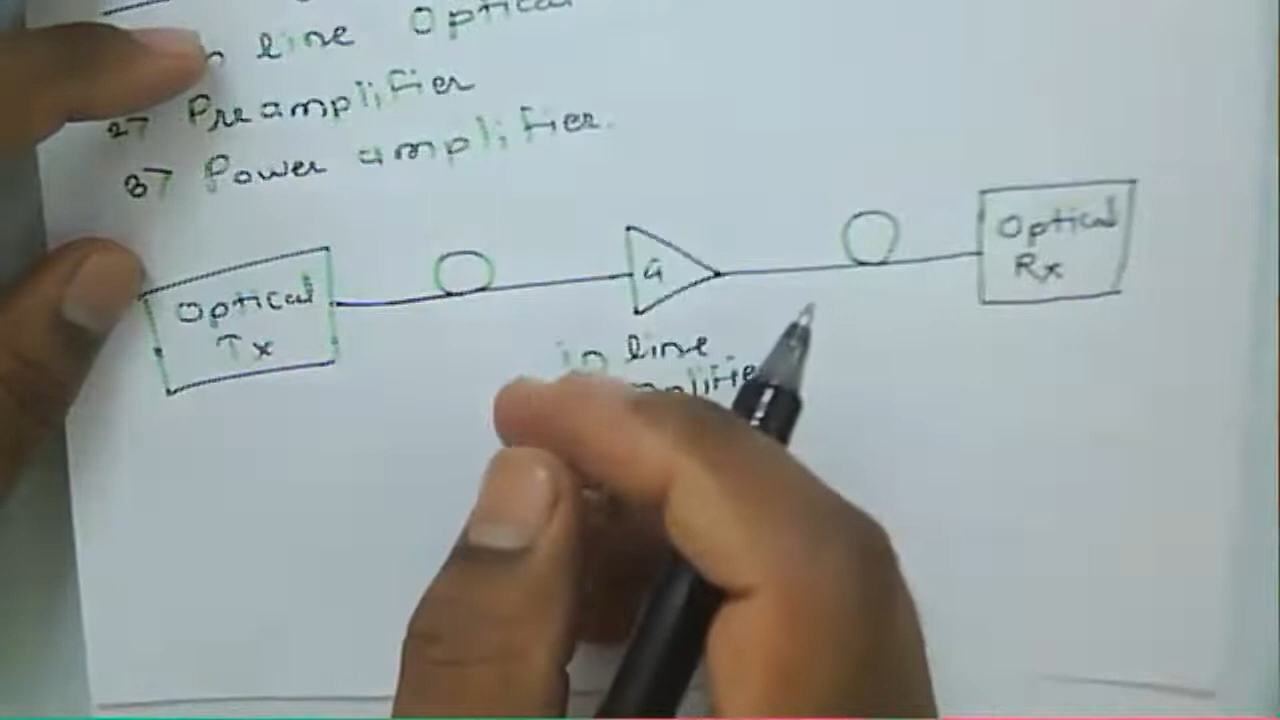 line Optical
2> Preamplifier
3> Power amplifier.
Optical
Tx
G
Optical
Rx
in line